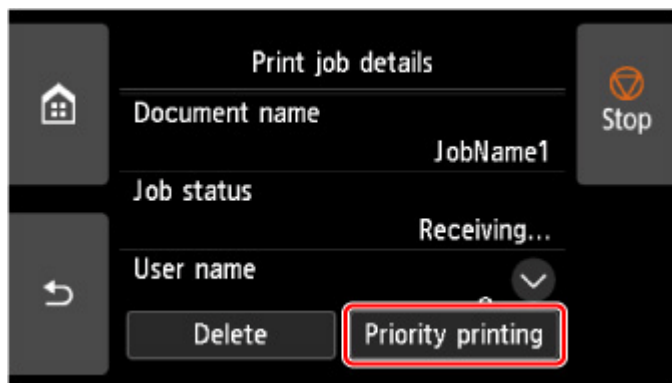 Print job details
Stop
Document name
JobName1
Job status
Receiving...
User name
Delete
Priority printing